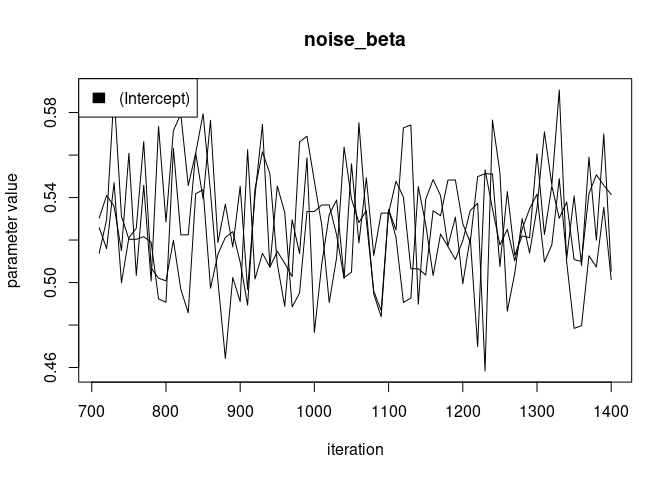 noise_beta
(Intercept)
parameter value
0.58
0.54
0.50
0.46
700 800 900 1000 1100 1200 1300 1400
iteration